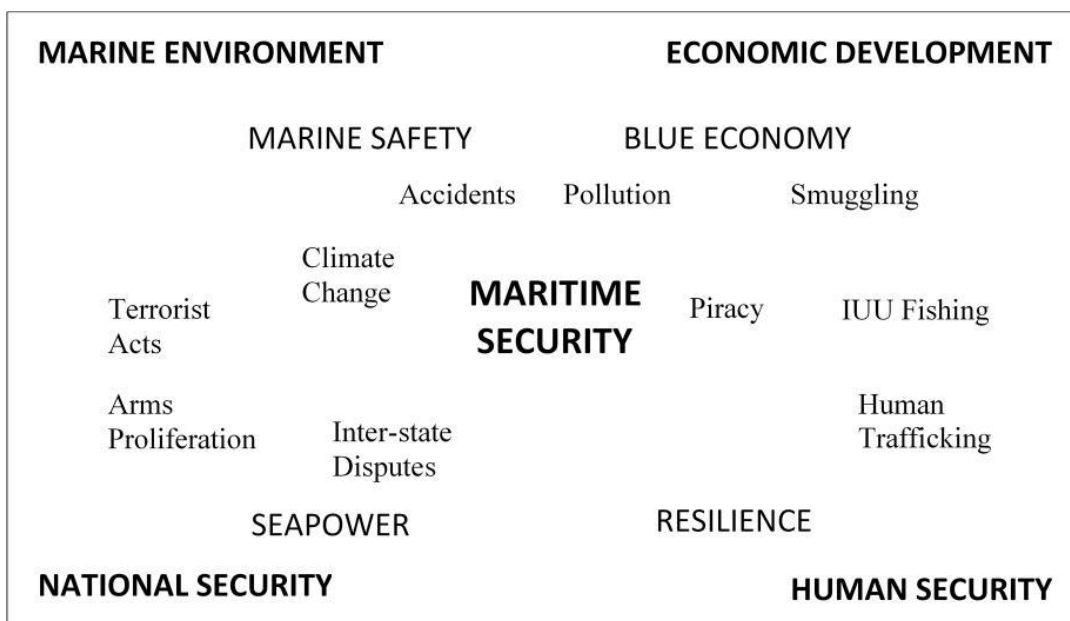 MARINE ENVIRONMENT
ECONOMIC DEVELOPMENT
MARINE SAFETY
BLUE ECONOMY
Accidents
Pollution
Smuggling
Climate
Change
MARITIME
SECURITY
Piracy
IUU Fishing
Terrorist
Acts
Arms
Proliferation
Inter-state
Disputes
Human
Trafficking
SEAPOWER
RESILIENCE
NATIONAL SECURITY
HUMAN SECURITY